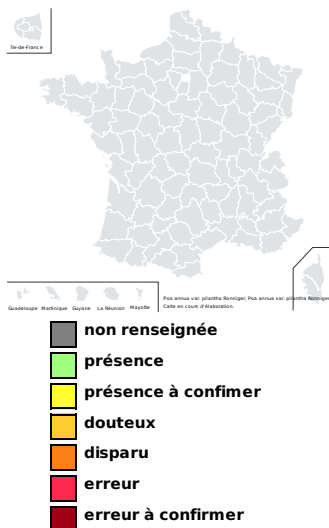 Île-de-France
Guadeloupe Martinique Guyane La Réunion Mayotte
Poa annua var. pilantha Ronniger, Poa annua var. pilantha Ronniger
Carte en cours d'élaboration.
non renseignée
présence
présence à confimer
douteux
disparu
erreur
erreur à confirmer